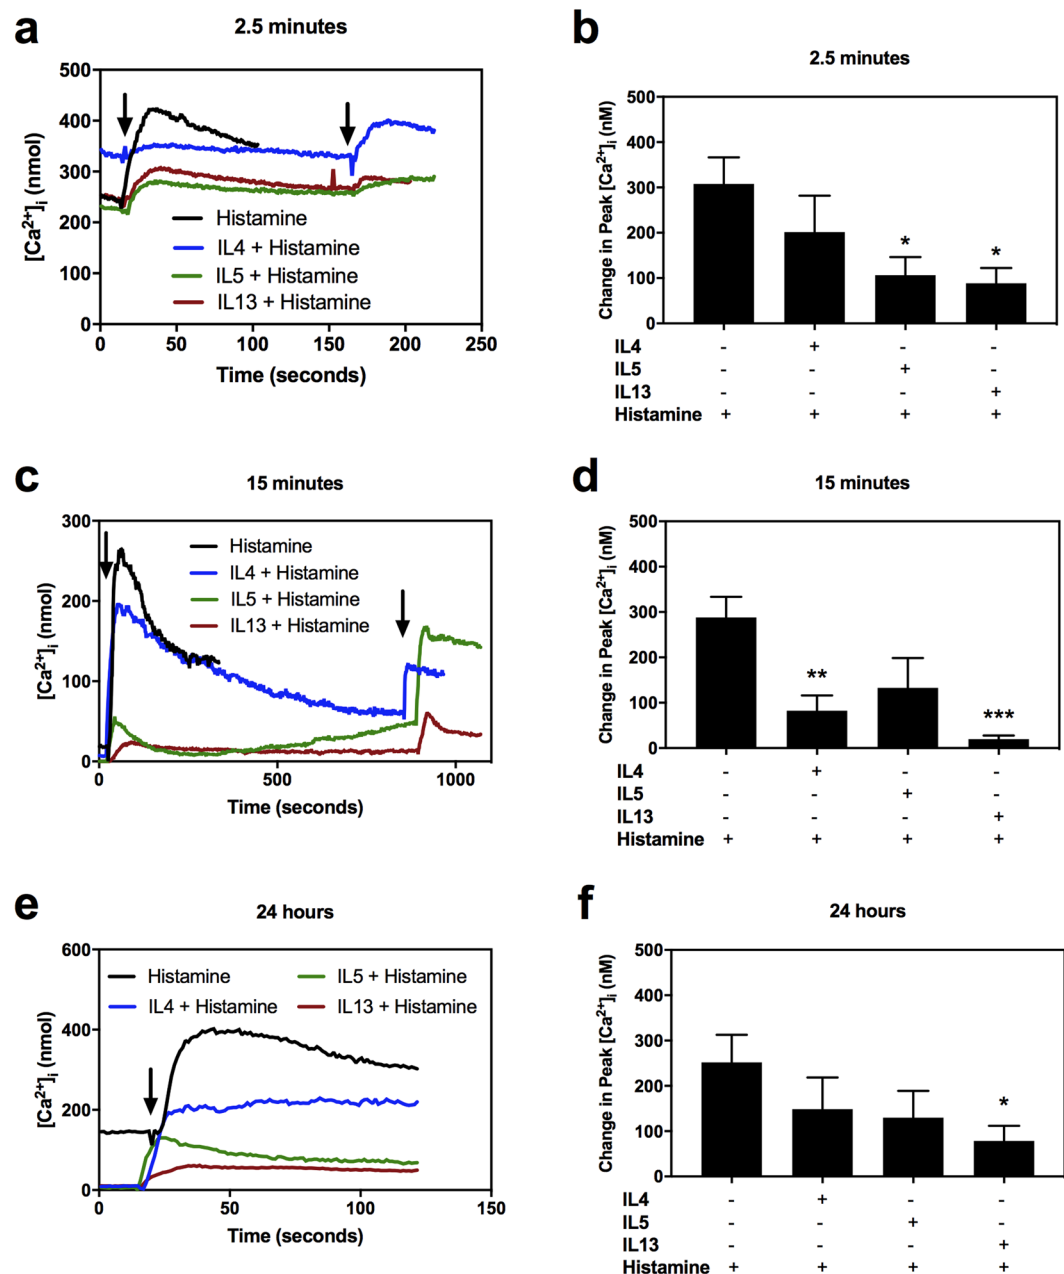 a
2.5 minutes
500
400
300
200
100
0
[Ca²⁺]ᵢ (nmol)
Histamine
IL4 + Histamine
IL5 + Histamine
IL13 + Histamine
0 50 100 150 200 250
Time (seconds)
b
2.5 minutes
500
400
300
200
100
0
Change in Peak [Ca²⁺]ᵢ (nM)
* *
IL4 - + - -
IL5 - - + -
IL13 - - - +
Histamine + + + +
c
15 minutes
300
200
100
0
[Ca²⁺]ᵢ (nmol)
Histamine
IL4 + Histamine
IL5 + Histamine
IL13 + Histamine
0 500 1000
Time (seconds)
d
15 minutes
500
400
300
200
100
0
Change in Peak [Ca²⁺]ᵢ (nM)
** ***
IL4 - + - -
IL5 - - + -
IL13 - - - +
Histamine + + + +
e
24 hours
600
400
200
0
[Ca²⁺]ᵢ (nmol)
Histamine IL5 + Histamine
IL4 + Histamine IL13 + Histamine
0 50 100 150
Time (seconds)
f
24 hours
500
400
300
200
100
0
Change in Peak [Ca²⁺]ᵢ (nM)
*
IL4 - + - -
IL5 - - + -
IL13 - - - +
Histamine + + + +